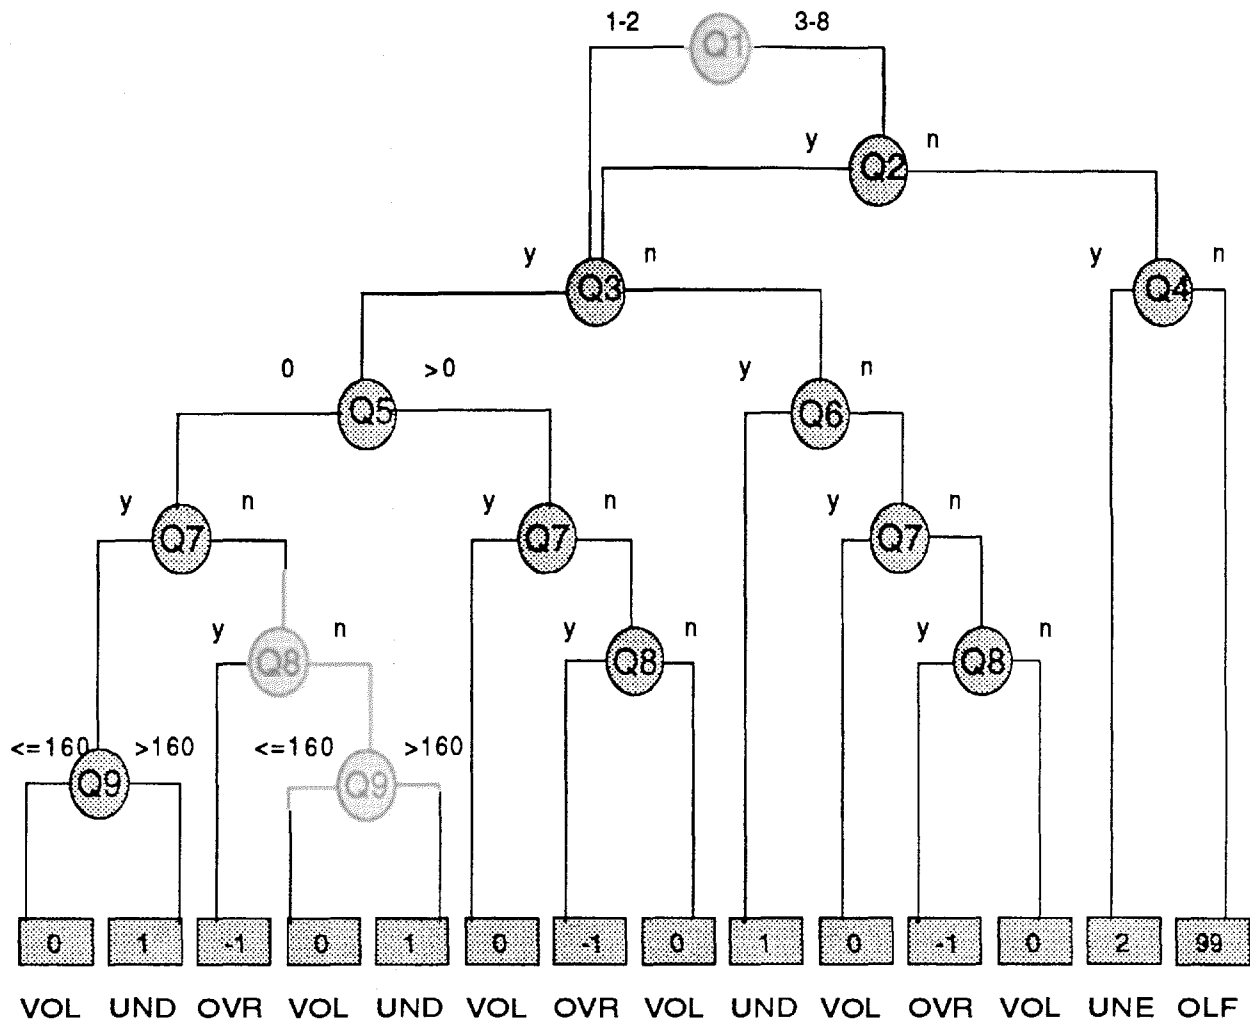 1-2 Q1 3-8
y Q2 n
y Q3 n y Q4 n
0 Q5 >0 y Q6 n
y Q7 n y Q7 n y Q7 n
y Q8 n y Q8 n y Q8 n
<=160 Q9 >160 <=160 Q9 >160
0 1 -1 0 1 0 -1 0 1 0 -1 0 2 99
VOL UND OVR VOL UND VOL OVR VOL UND VOL OVR VOL UNE OLF